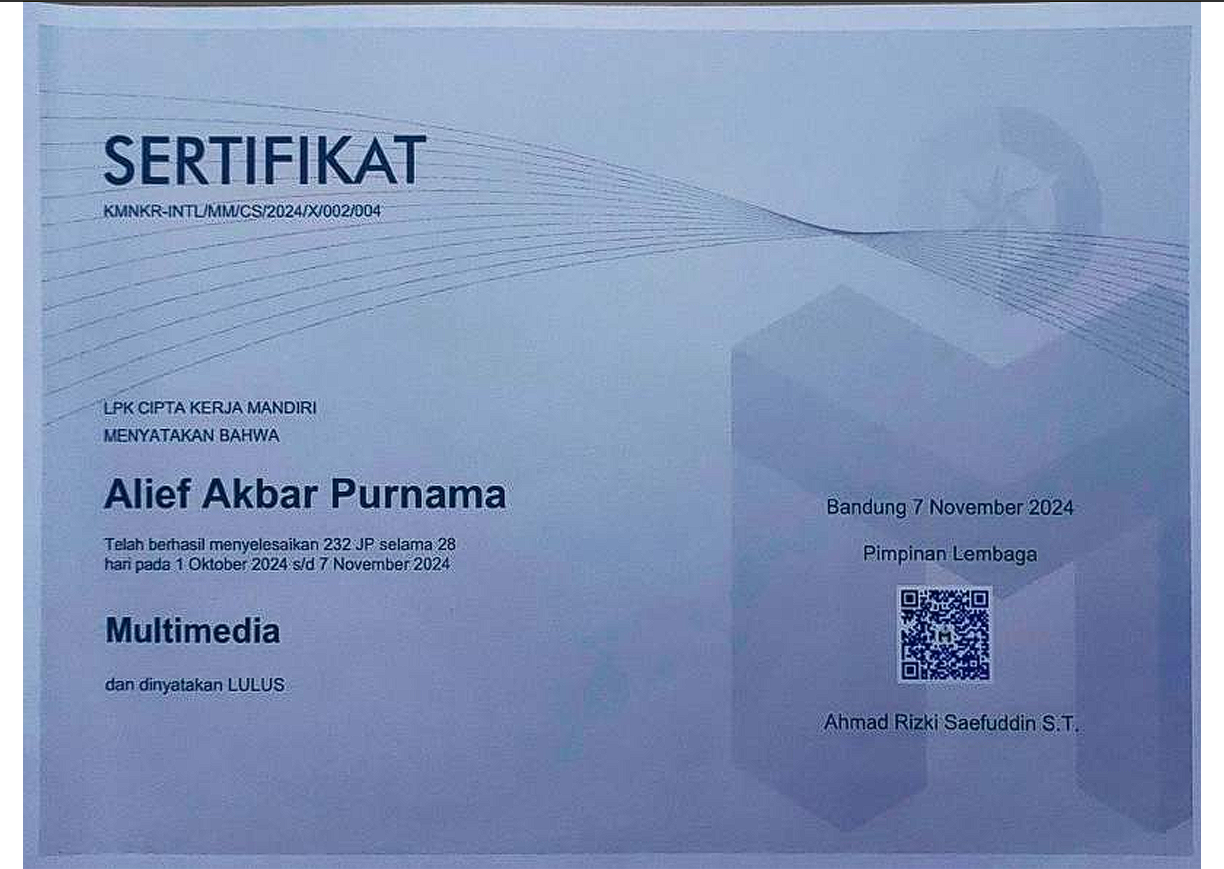 SERTIFIKAT
KMNKR-INTL/MM/CS/2024/X/002/004
LPK CIPTA KERJA MANDIRI
MENYATAKAN BAHWA
Alief Akbar Purnama
Telah berhasil menyelesaikan 232 JP selama 28
hari pada 1 Oktober 2024 s/d 7 November 2024
Multimedia
dan dinyatakan LULUS
Bandung 7 November 2024
Pimpinan Lembaga
Ahmad Rizki Saefuddin S.T.